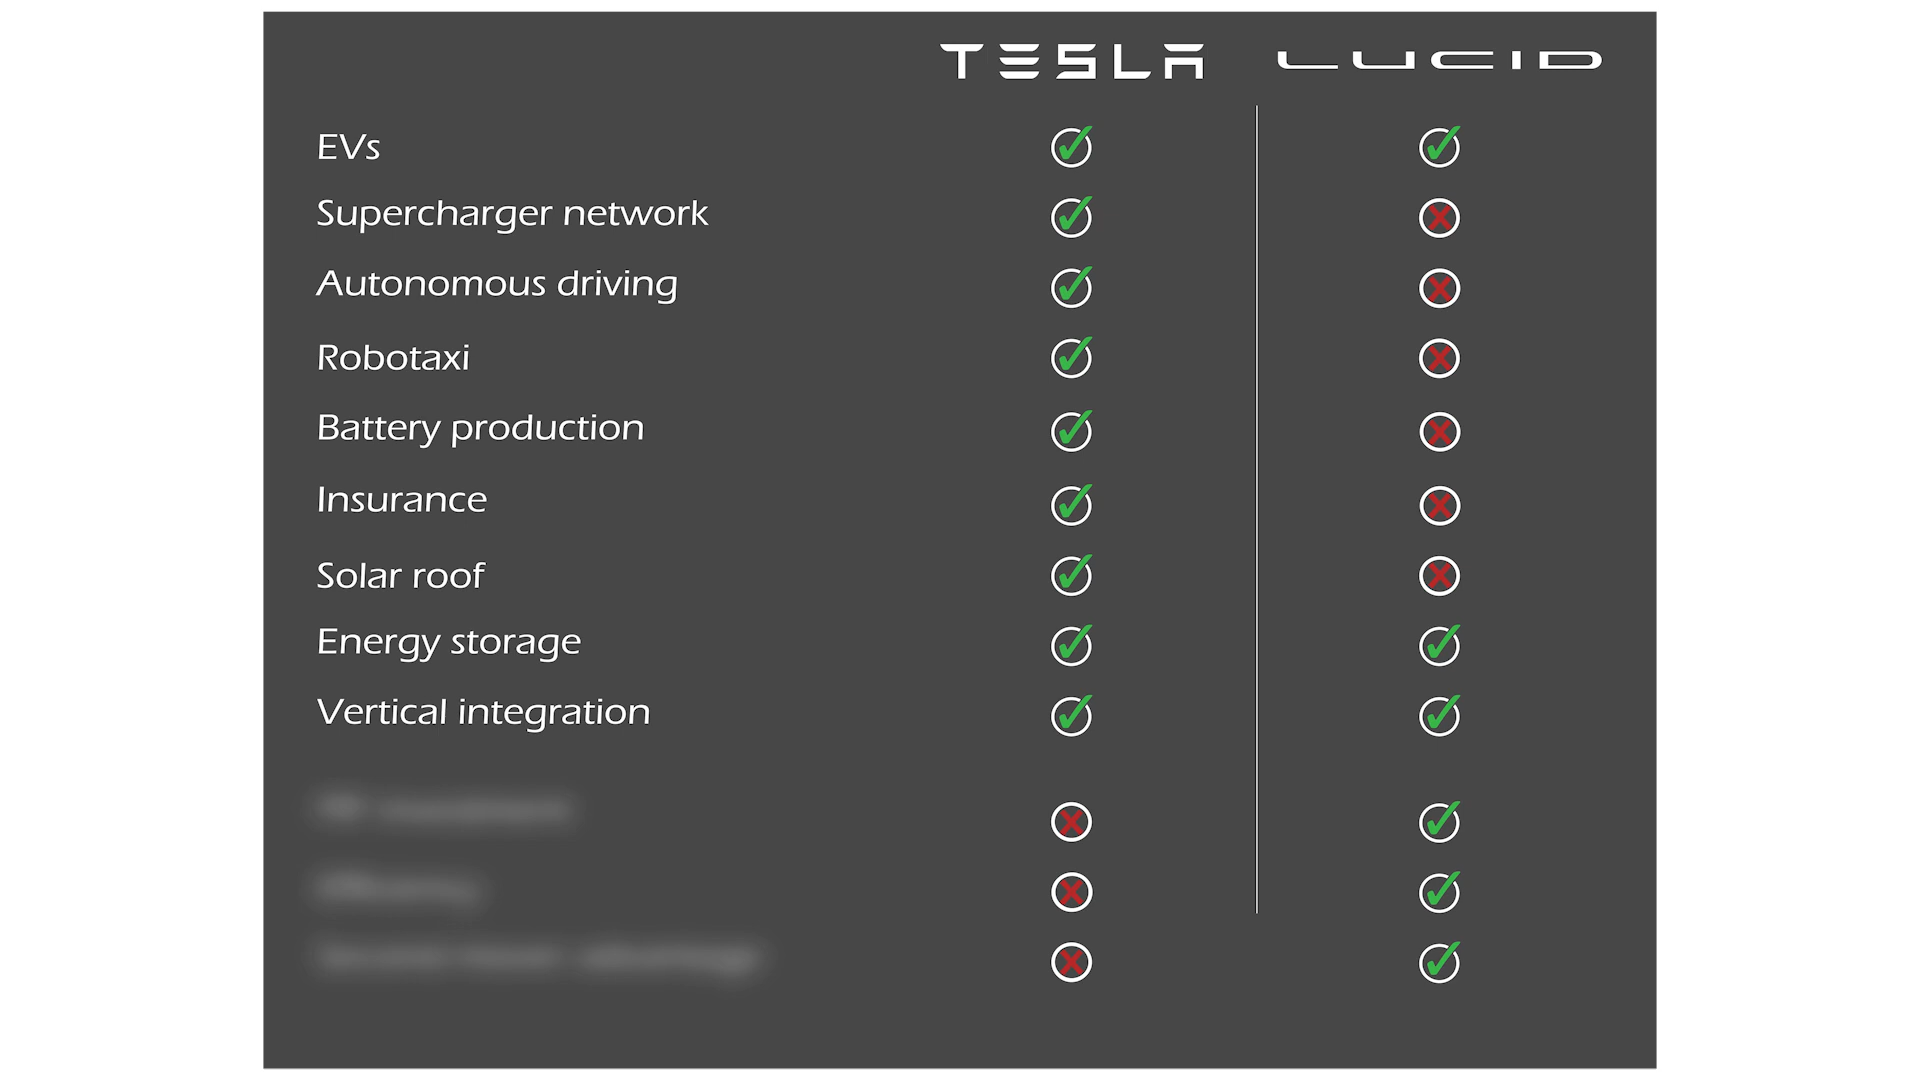 TESLA LUCID
EVs
Supercharger network
Autonomous driving
Robotaxi
Battery production
Insurance
Solar roof
Energy storage
Vertical integration